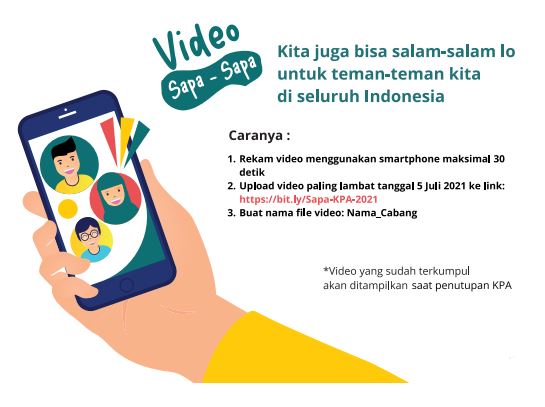 Video
Sapa - Sapa
Kita juga bisa salam-salam lo
untuk teman-teman kita
di seluruh Indonesia
Caranya :
1. Rekam video menggunakan smartphone maksimal 30
detik
2. Upload video paling lambat tanggal 5 Juli 2021 ke link:
https://bit.ly/Sapa-KPA-2021
3. Buat nama file video: Nama_Cabang
*Video yang sudah terkumpul
akan ditampilkan saat penutupan KPA